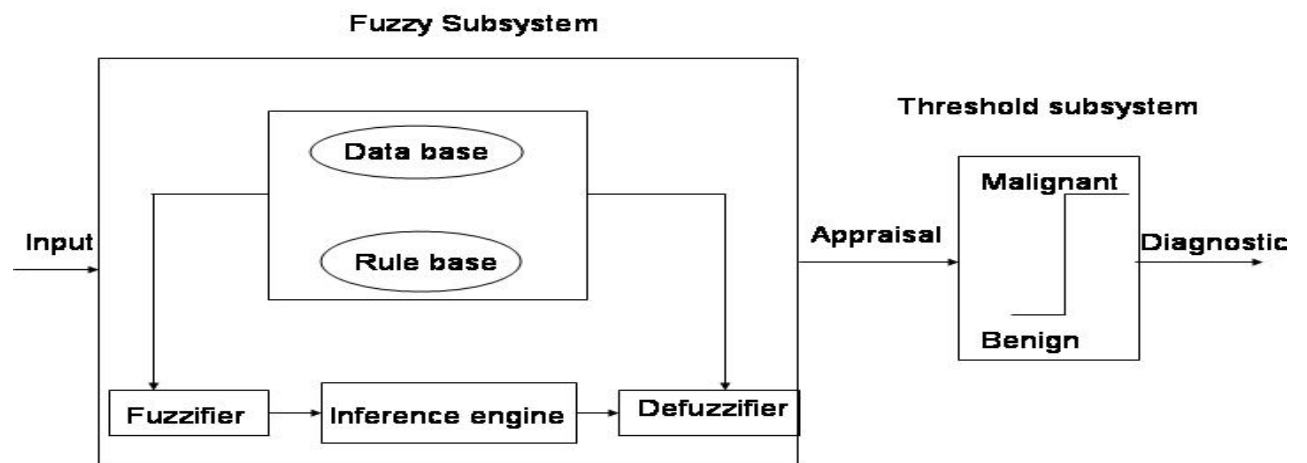 Fuzzy Subsystem
Threshold subsystem
Data base
Malignant
Input
Rule base
Appraisal
Diagnostic
Benign
Fuzzifier
Inference engine
Defuzzifier